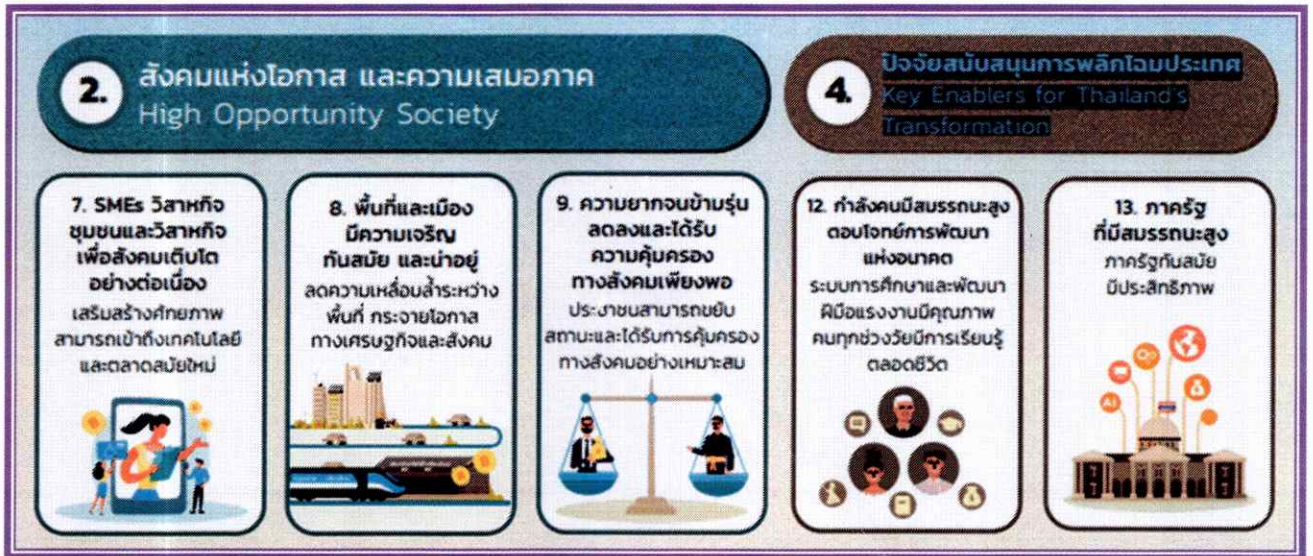 2.
สังคมแห่งโอกาส และความเสมอภาค
High Opportunity Society
4.
ปัจจัยสนับสนุนการพลิกโฉมประเทศ
Key Enablers for Thailand's
Transformation
7. SMEs วิสาหกิจ
ชุมชนและวิสาหกิจ
เพื่อสังคมเติบโต
อย่างต่อเนื่อง
เสริมสร้างศักยภาพ
สามารถเข้าถึงเทคโนโลยี
และตลาดสมัยใหม่
8. พื้นที่และเมือง
มีความเจริญ
ทันสมัย และน่าอยู่
ลดความเหลื่อมล้ำระหว่าง
พื้นที่ กระจายโอกาส
ทางเศรษฐกิจและสังคม
9. ความยากจนข้ามรุ่น
ลดลงและได้รับ
ความคุ้มครอง
ทางสังคมเพียงพอ
ประชาชนสามารถขยับ
สถานะและได้รับการคุ้มครอง
ทางสังคมอย่างเหมาะสม
12. กำลังคนมีสมรรถนะสูง
ตอบโจทย์การพัฒนา
แห่งอนาคต
ระบบการศึกษาและพัฒนา
ฝีมือแรงงานมีคุณภาพ
คนทุกช่วงวัยมีการเรียนรู้
ตลอดชีวิต
13. ภาครัฐ
ที่มีสมรรถนะสูง
ภาครัฐทันสมัย
มีประสิทธิภาพ
AI